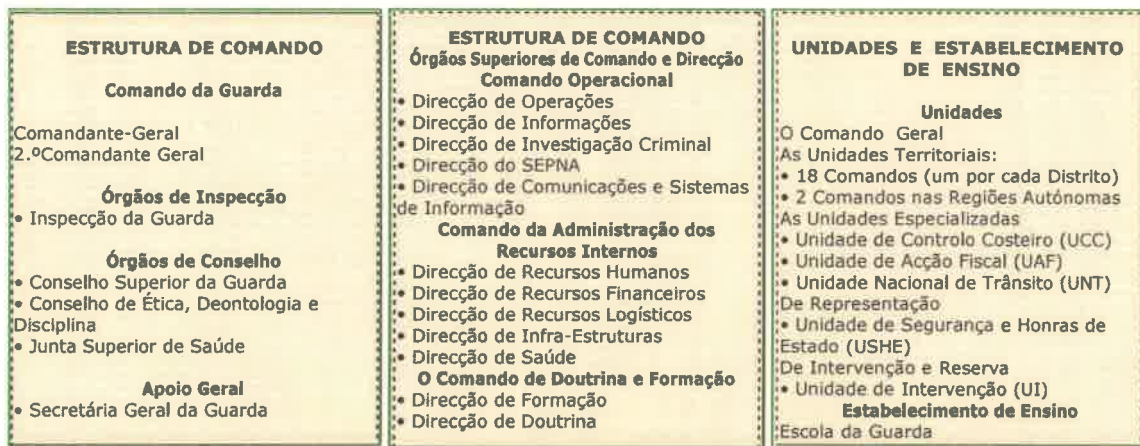 ESTRUTURA DE COMANDO
Comando da Guarda
Comandante-Geral
2.ºComandante Geral
Órgãos de Inspecção
• Inspecção da Guarda
Órgãos de Conselho
• Conselho Superior da Guarda
• Conselho de Ética, Deontologia e
Disciplina
• Junta Superior de Saúde
Apoio Geral
• Secretária Geral da Guarda
ESTRUTURA DE COMANDO
Órgãos Superiores de Comando e Direcção
Comando Operacional
• Direcção de Operações
• Direcção de Informações
• Direcção de Investigação Criminal
• Direcção do SEPNA
• Direcção de Comunicações e Sistemas
de Informação
Comando da Administração dos
Recursos Internos
• Direcção de Recursos Humanos
• Direcção de Recursos Financeiros
• Direcção de Recursos Logísticos
• Direcção de Infra-Estruturas
• Direcção de Saúde
O Comando de Doutrina e Formação
• Direcção de Formação
• Direcção de Doutrina
UNIDADES E ESTABELECIMENTO
DE ENSINO
Unidades
O Comando Geral
As Unidades Territoriais:
• 18 Comandos (um por cada Distrito)
• 2 Comandos nas Regiões Autónomas
As Unidades Especializadas
• Unidade de Controlo Costeiro (UCC)
• Unidade de Acção Fiscal (UAF)
• Unidade Nacional de Trânsito (UNT)
De Representação
• Unidade de Segurança e Honras de
Estado (USHE)
De Intervenção e Reserva
• Unidade de Intervenção (UI)
Estabelecimento de Ensino
Escola da Guarda